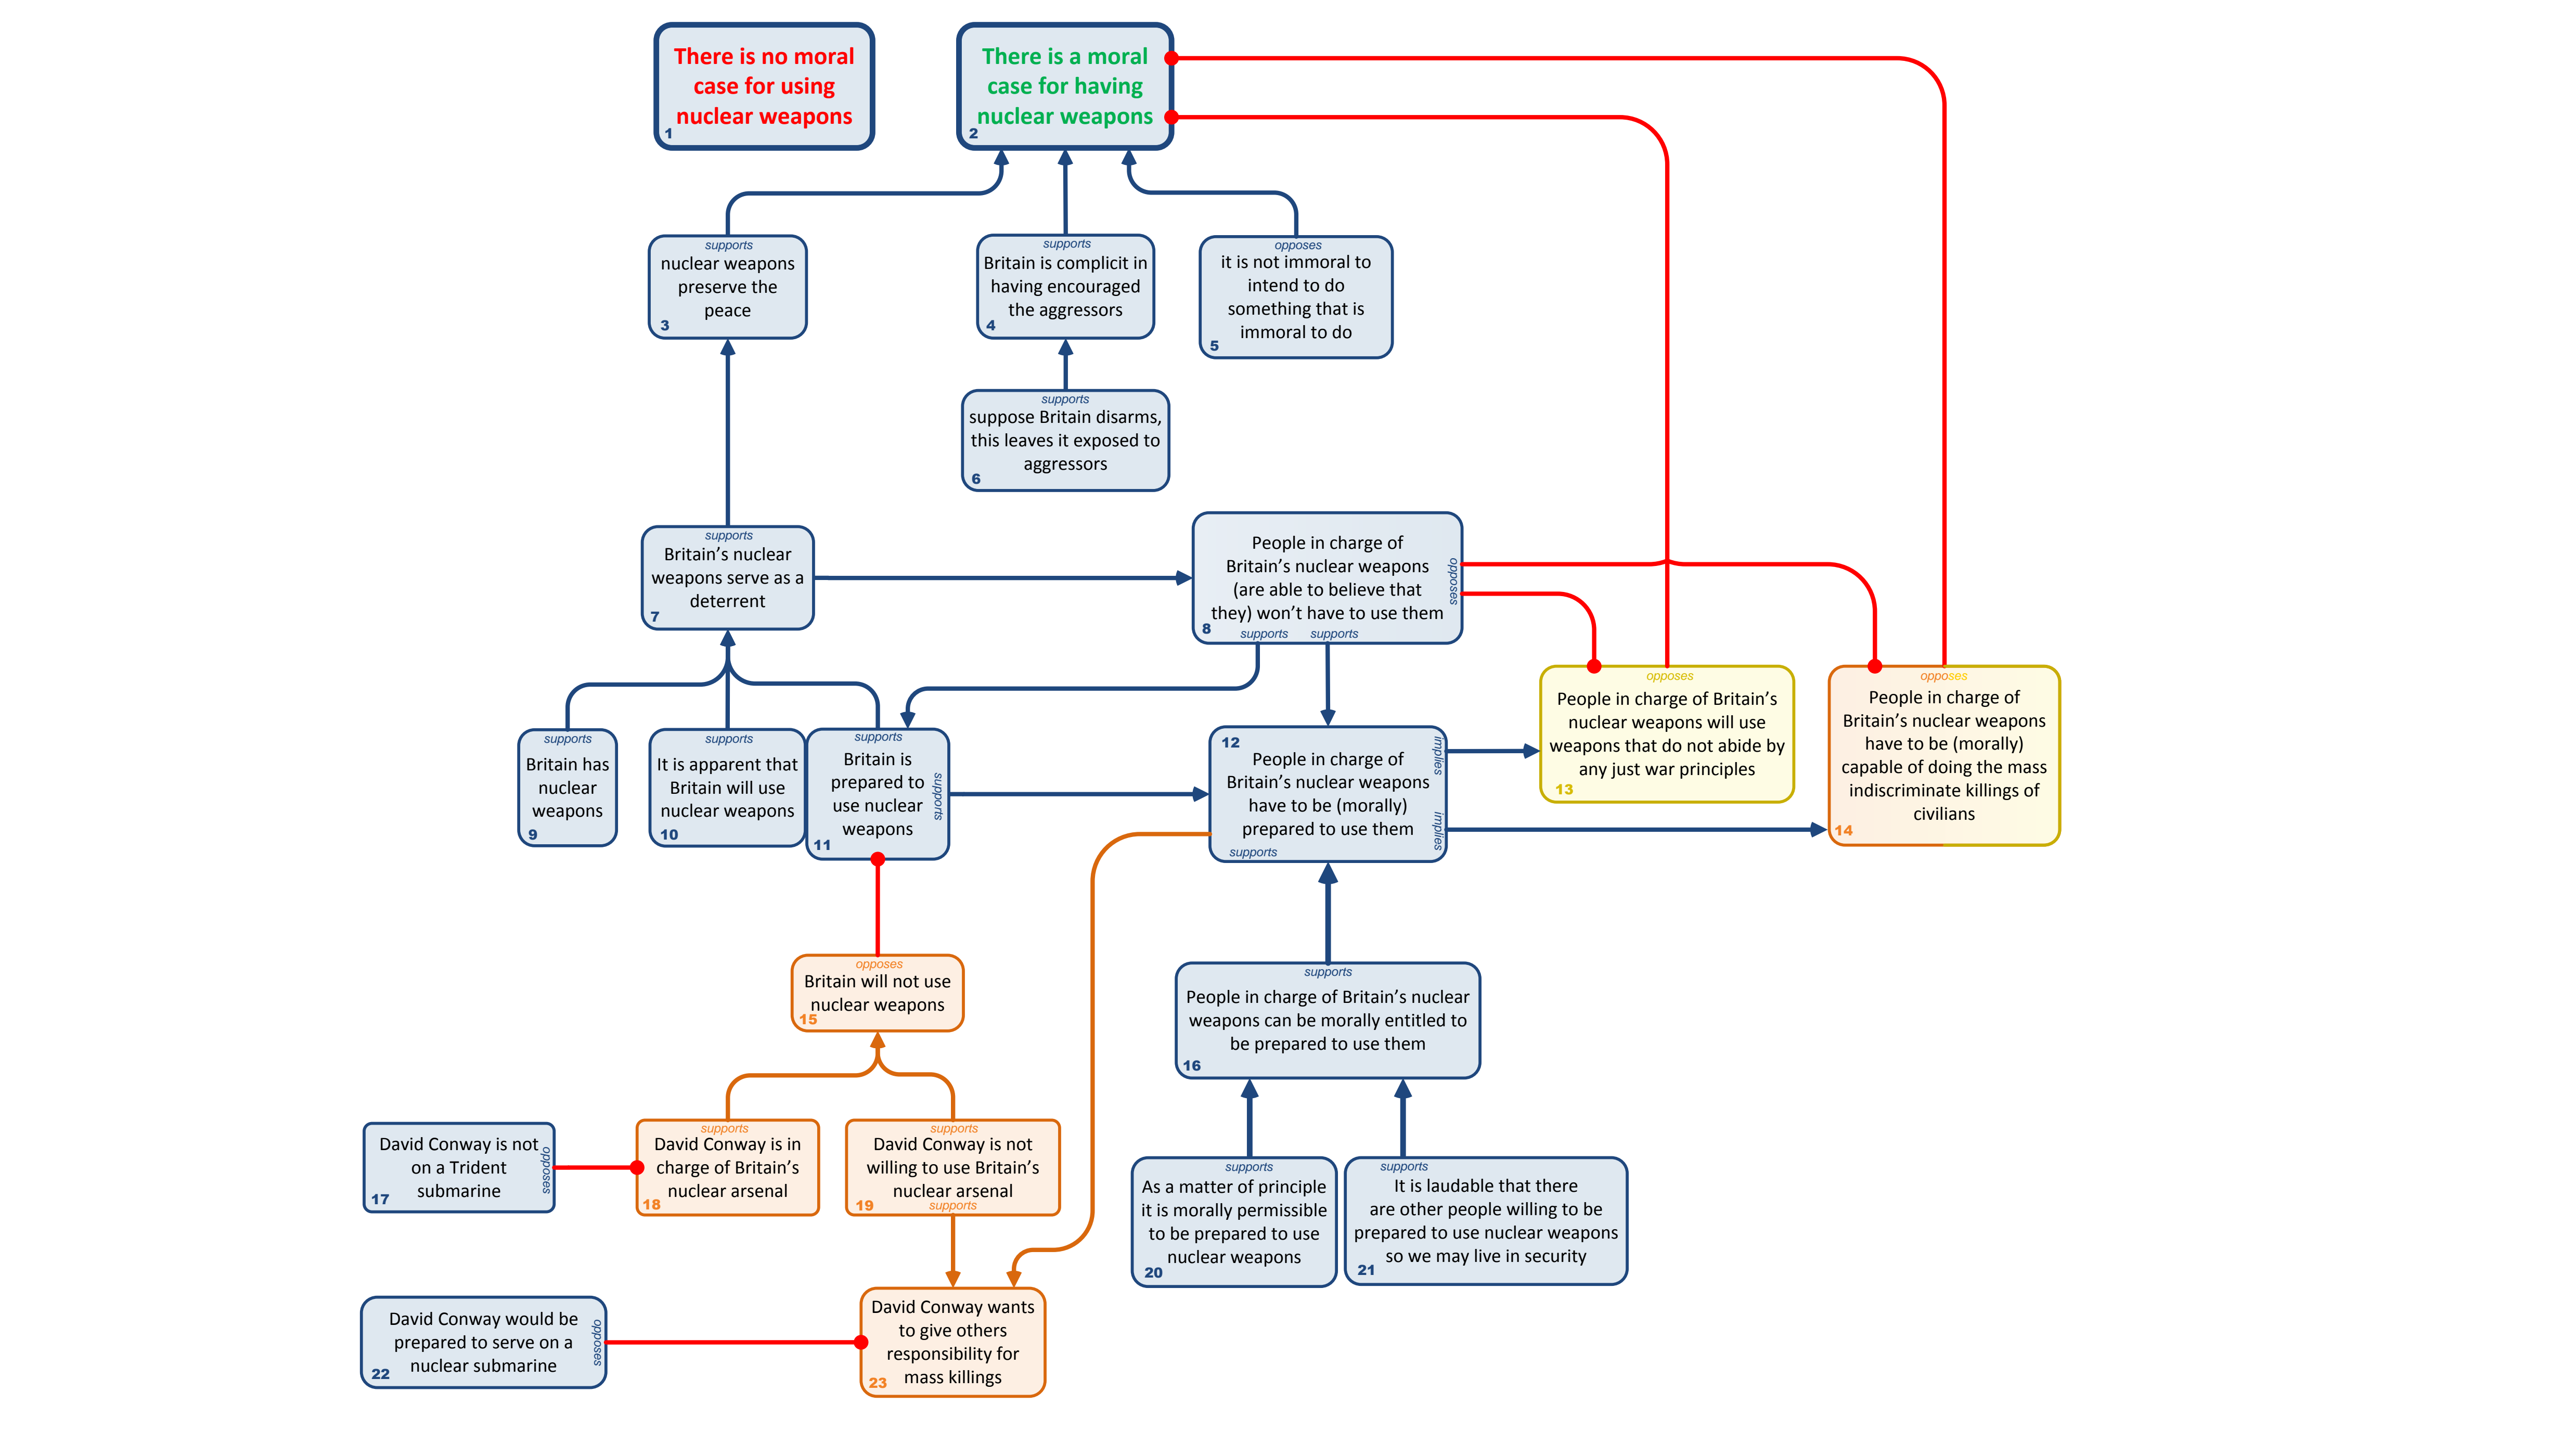 There is no moral
case for using
nuclear weapons
1
There is a moral
case for having
nuclear weapons
2
supports
nuclear weapons
preserve the
peace
3
supports
Britain is complicit in
having encouraged
the aggressors
4
opposes
it is not immoral to
intend to do
something that is
immoral to do
5
supports
suppose Britain disarms,
this leaves it exposed to
aggressors
6
supports
Britain’s nuclear
weapons serve as a
deterrent
7
People in charge of
Britain’s nuclear weapons
(are able to believe that
they) won’t have to use them
8
supports
supports
opposes
supports
Britain has
nuclear
weapons
9
supports
It is apparent that
Britain will use
nuclear weapons
10
supports
Britain is
prepared to
use nuclear
weapons
11
supports
12
People in charge of
Britain’s nuclear weapons
have to be (morally)
prepared to use them
supports
implies
implies
opposes
People in charge of Britain’s
nuclear weapons will use
weapons that do not abide by
any just war principles
13
opposes
People in charge of
Britain’s nuclear weapons
have to be (morally)
capable of doing the mass
indiscriminate killings of
civilians
14
opposes
Britain will not use
nuclear weapons
15
supports
People in charge of Britain’s nuclear
weapons can be morally entitled to
be prepared to use them
16
David Conway is not
on a Trident
submarine
17
opposes
supports
David Conway is in
charge of Britain’s
nuclear arsenal
18
supports
David Conway is not
willing to use Britain’s
nuclear arsenal
19
supports
supports
As a matter of principle
it is morally permissible
to be prepared to use
nuclear weapons
20
supports
It is laudable that there
are other people willing to be
prepared to use nuclear weapons
so we may live in security
21
David Conway would be
prepared to serve on a
nuclear submarine
22
opposes
David Conway wants
to give others
responsibility for
mass killings
23